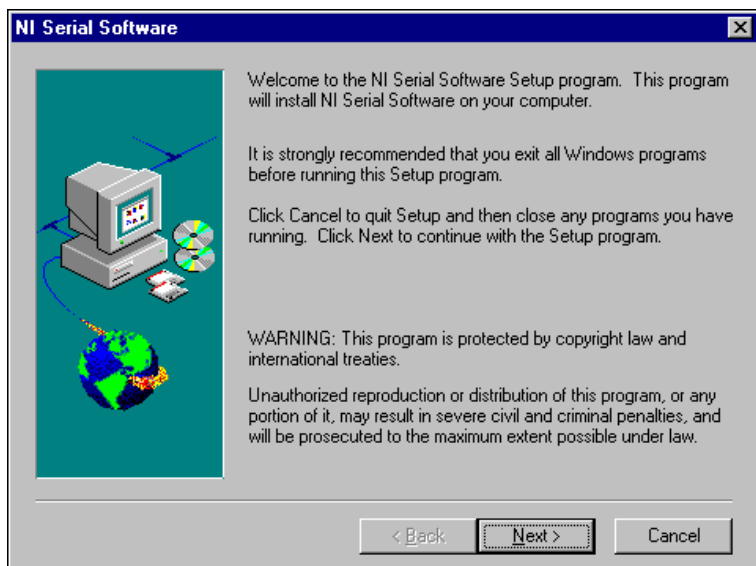 NI Serial Software
Welcome to the NI Serial Software Setup program. This program
will install NI Serial Software on your computer.
It is strongly recommended that you exit all Windows programs
before running this Setup program.
Click Cancel to quit Setup and then close any programs you have
running. Click Next to continue with the Setup program.
WARNING: This program is protected by copyright law and
international treaties.
Unauthorized reproduction or distribution of this program, or any
portion of it, may result in severe civil and criminal penalties, and
will be prosecuted to the maximum extent possible under law.
< Back
Next >
Cancel